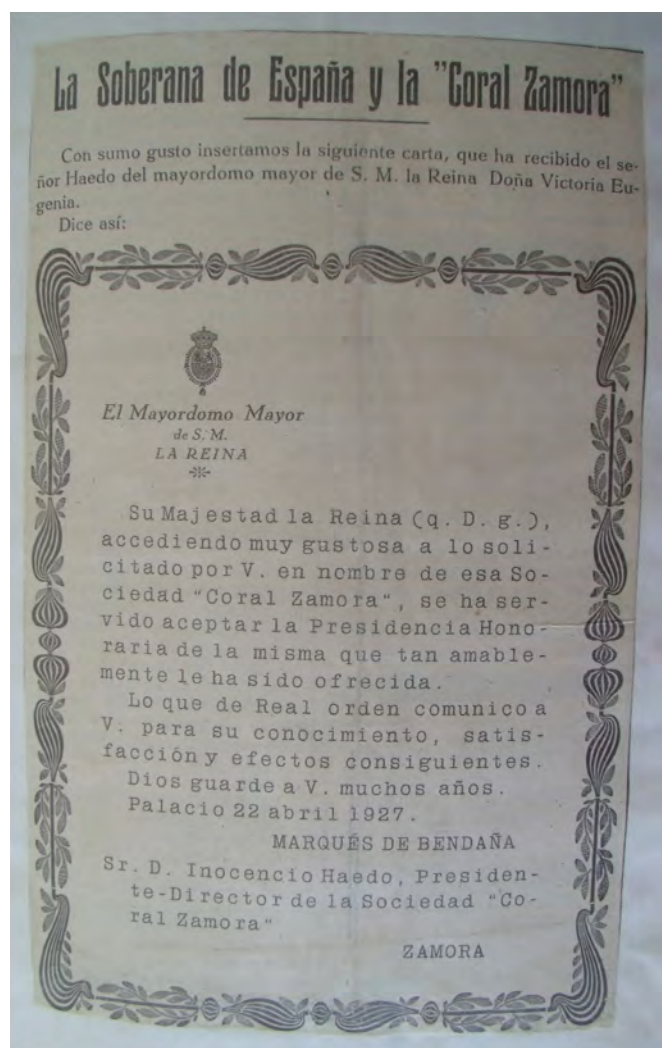 La Soberana de España y la "Coral Zamora"
Con sumo gusto insertamos la siguiente carta, que ha recibido el se-
ñor Haedo del mayordomo mayor de S. M. la Reina Doña Victoria Eu-
genia.
Dice así:
El Mayordomo Mayor
de S. M.
LA REINA
Su Majestad la Reina (q. D. g.),
accediendo muy gustosa a lo soli-
citado por V. en nombre de esa So-
ciedad "Coral Zamora", se ha ser-
vido aceptar la Presidencia Hono-
raria de la misma que tan amable-
mente le ha sido ofrecida.
Lo que de Real orden comunico a
V. para su conocimiento, satis-
facción y efectos consiguientes.
Dios guarde a V. muchos años.
Palacio 22 abril 1927.
MARQUÉS DE BENDAÑA
Sr. D. Inocencio Haedo, Presiden-
te-Director de la Sociedad "Co-
ral Zamora"
ZAMORA